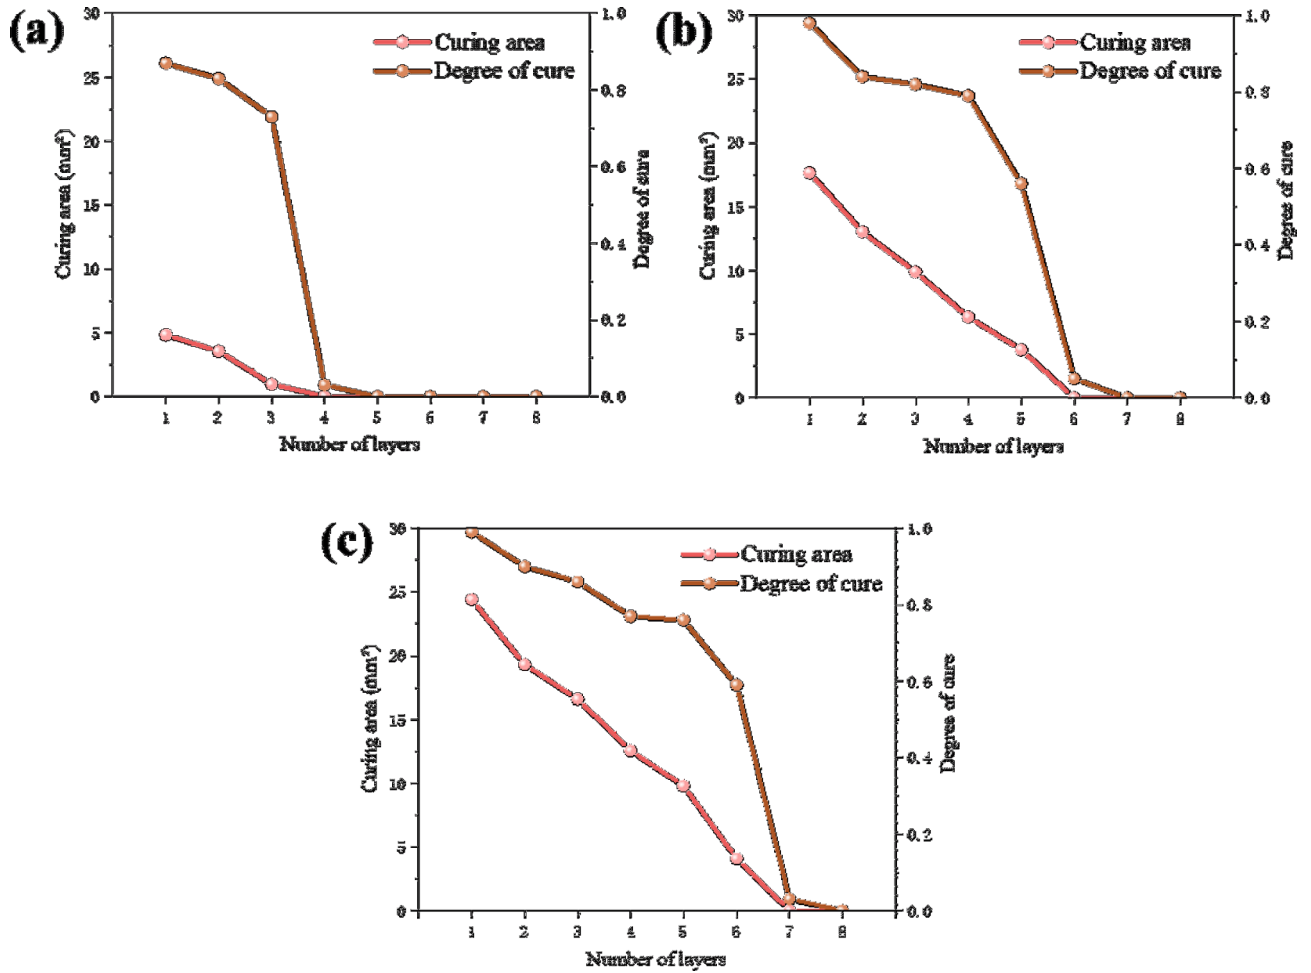 (a)
30
25
20
15
10
5
0
Curing area (mm²)
Curing area
Degree of cure
1.0
0.8
0.6
0.4
0.2
0.0
Degree of cure
1 2 3 4 5 6 7 8
Number of layers
(b)
30
25
20
15
10
5
0
Curing area (mm²)
Curing area
Degree of cure
1.0
0.8
0.6
0.4
0.2
0.0
Degree of cure
1 2 3 4 5 6 7 8
Number of layers
(c)
30
25
20
15
10
5
0
Curing area (mm²)
Curing area
Degree of cure
1.0
0.8
0.6
0.4
0.2
0.0
Degree of cure
1 2 3 4 5 6 7 8
Number of layers